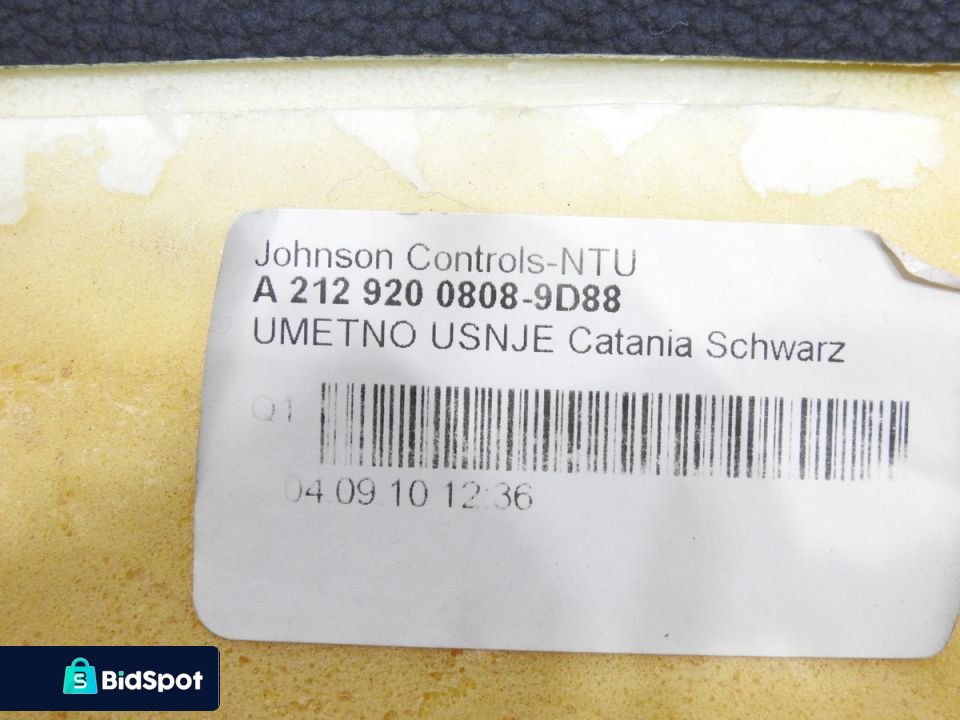 Johnson Controls-NTU
A 212 920 0808-9D88
UMETNO USNJE Catania Schwarz
Q1
04.09.10 12:36
BidSpot